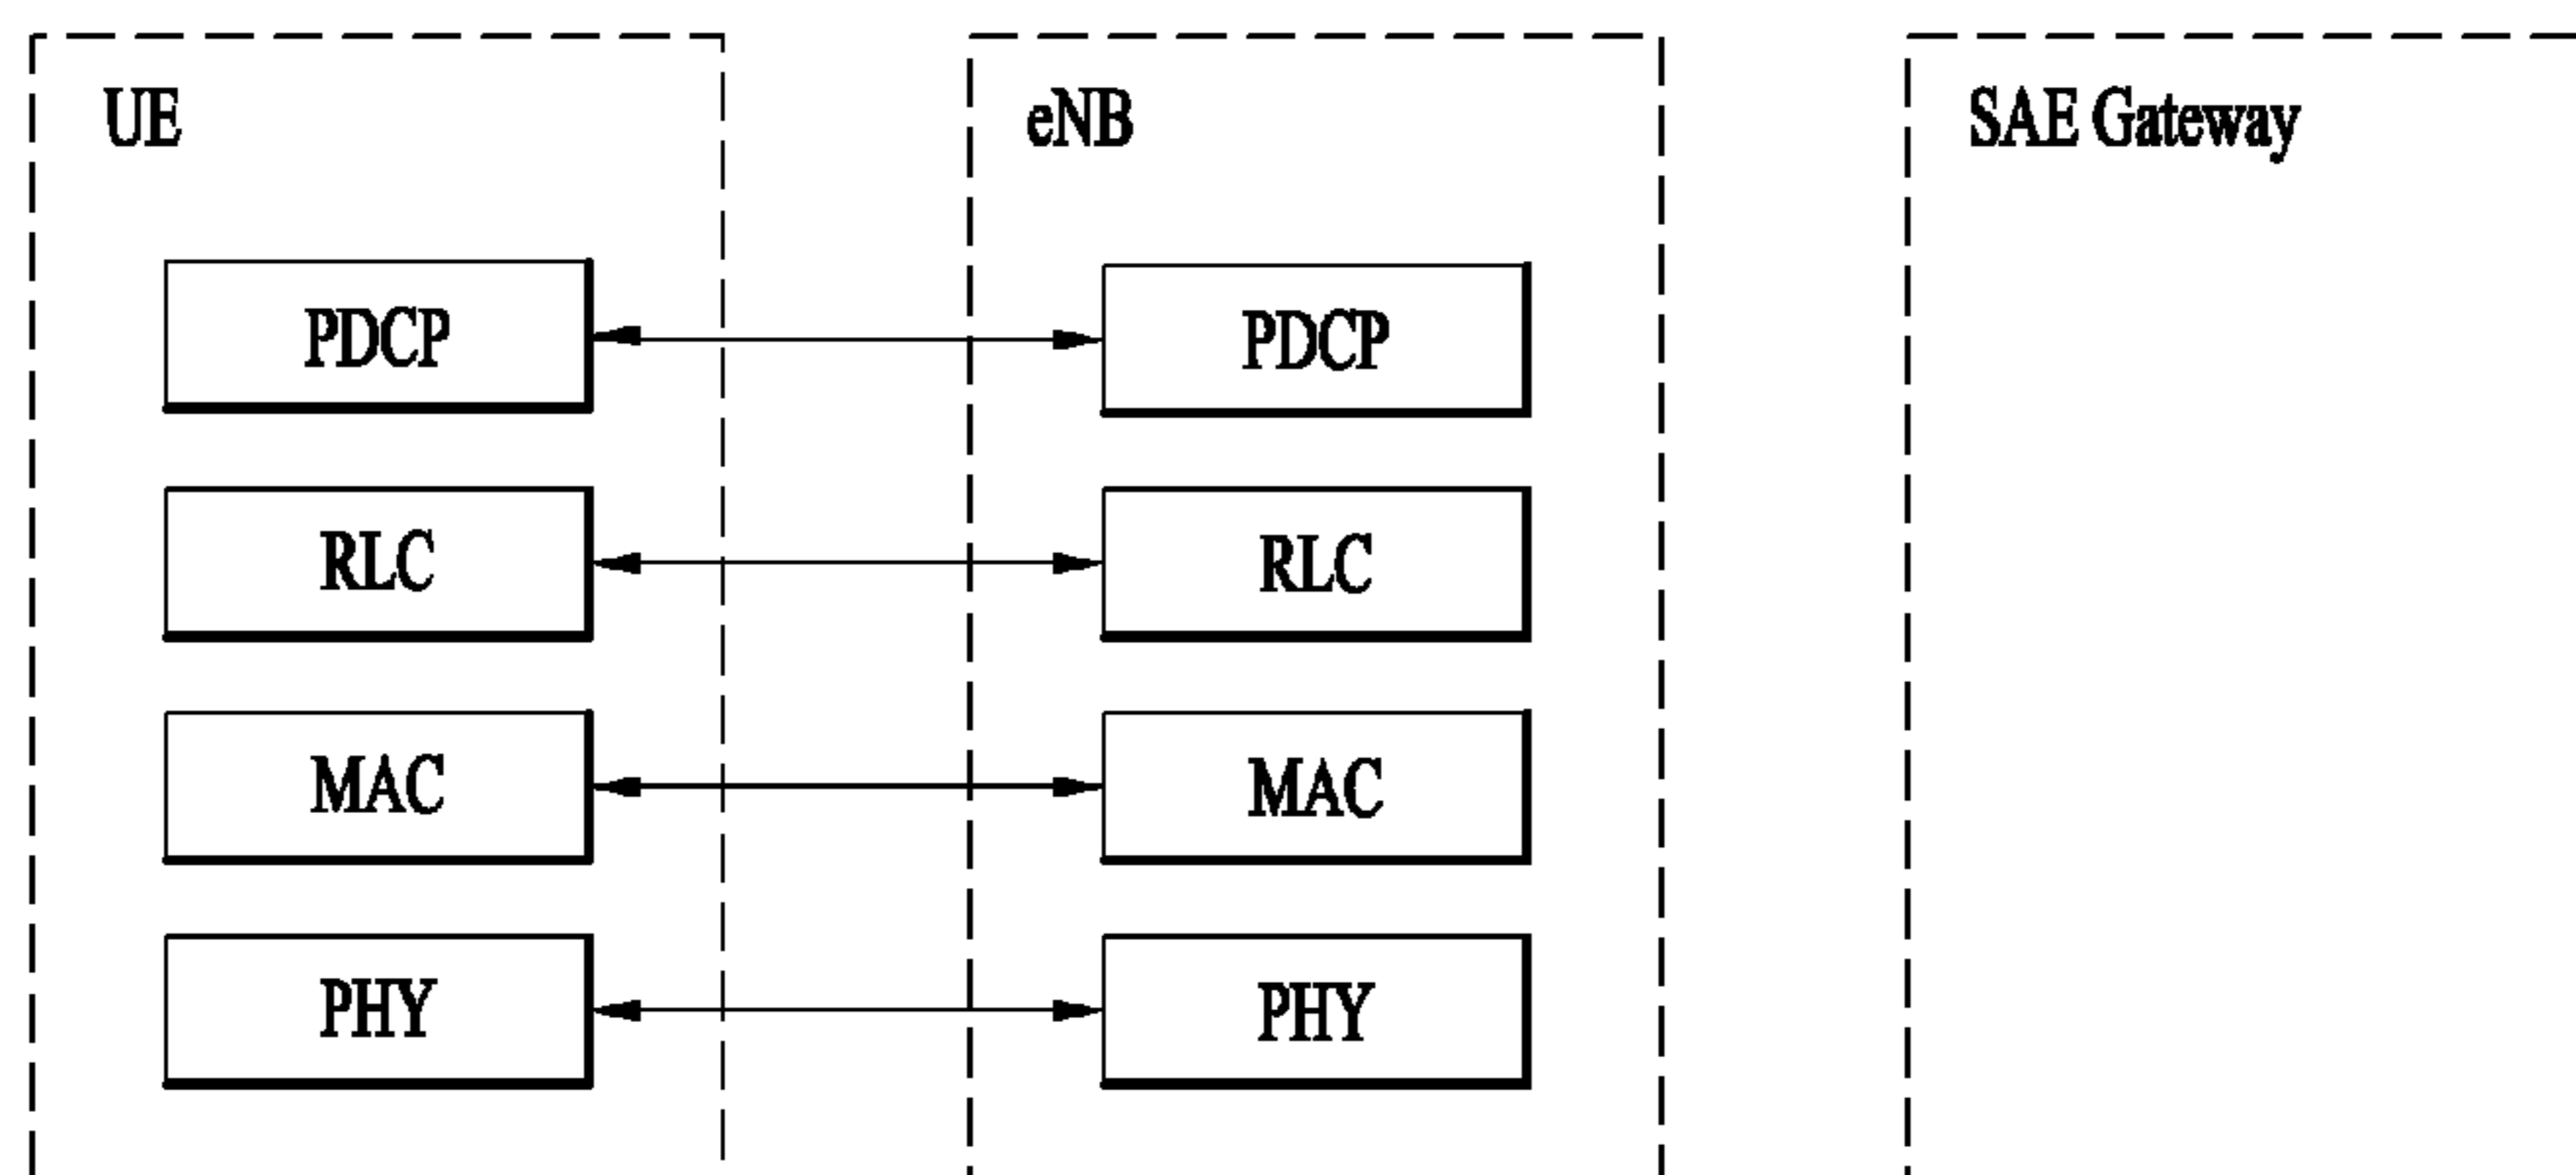 UE
eNB
SAE Gateway
PDCP
PDCP
RLC
RLC
MAC
MAC
PHY
PHY